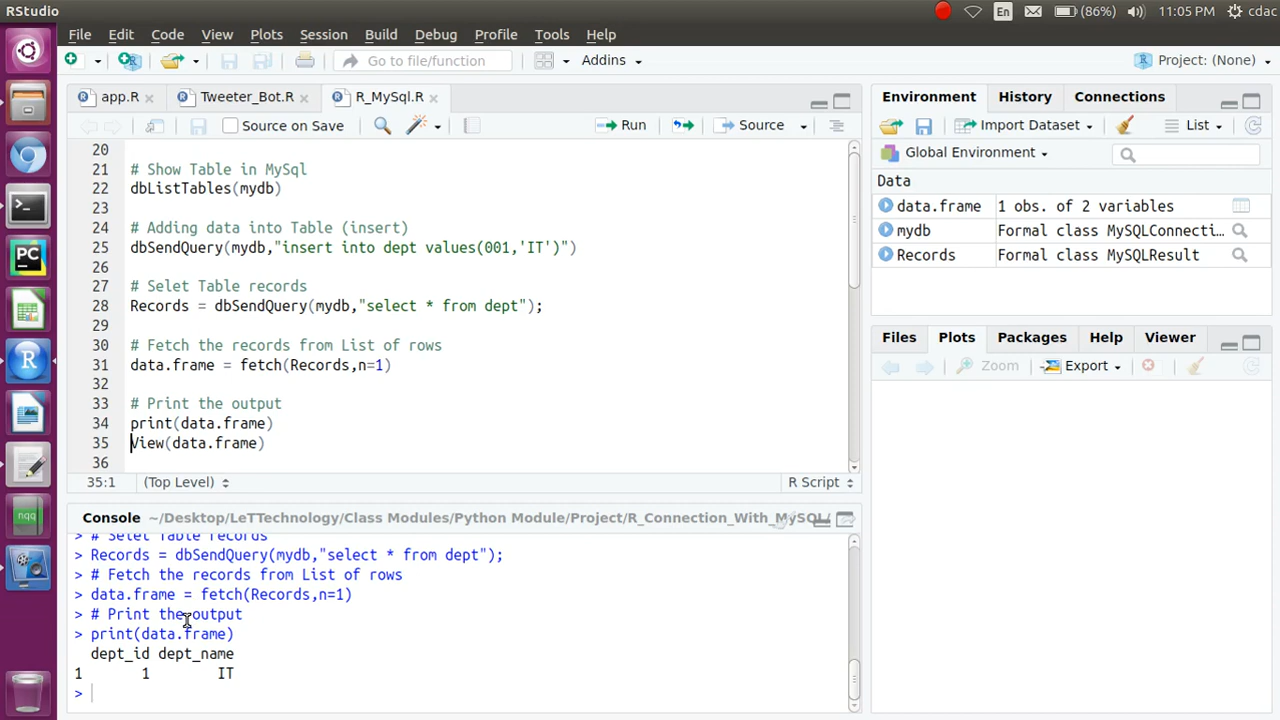 RStudio
En
(86%)
11:05 PM
cdac
File Edit Code View Plots Session Build Debug Profile Tools Help
Go to file/function
Addins
Project: (None)
app.R
Tweeter_Bot.R
R_MySql.R
Source on Save
Run
Source
20
21 # Show Table in MySql
22 dbListTables(mydb)
23
24 # Adding data into Table (insert)
25 dbSendQuery(mydb,"insert into dept values(001,'IT')")
26
27 # Selet Table records
28 Records = dbSendQuery(mydb,"select * from dept");
29
30 # Fetch the records from List of rows
31 data.frame = fetch(Records,n=1)
32
33 # Print the output
34 print(data.frame)
35 View(data.frame)
36
35:1 (Top Level) R Script
Console ~/Desktop/LeTTechnology/Class Modules/Python Module/Project/R_Connection_With_MySQL/
> # Selet Table records
> Records = dbSendQuery(mydb,"select * from dept");
> # Fetch the records from List of rows
> data.frame = fetch(Records,n=1)
> # Print the output
> print(data.frame)
dept_id dept_name
1 1 IT
>
Environment History Connections
Import Dataset
List
Global Environment
Data
data.frame 1 obs. of 2 variables
mydb Formal class MySQLConnecti…
Records Formal class MySQLResult
Files Plots Packages Help Viewer
Zoom Export
PC
nqq